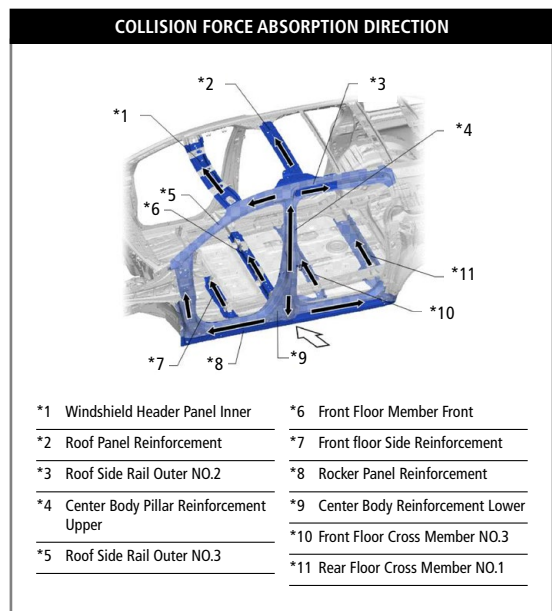 COLLISION FORCE ABSORPTION DIRECTION
*2
*3
*1
*4
*5
*6
*11
*10
*9
*7
*8
*1 Windshield Header Panel Inner
*2 Roof Panel Reinforcement
*3 Roof Side Rail Outer NO.2
*4 Center Body Pillar Reinforcement
Upper
*5 Roof Side Rail Outer NO.3
*6 Front Floor Member Front
*7 Front floor Side Reinforcement
*8 Rocker Panel Reinforcement
*9 Center Body Reinforcement Lower
*10 Front Floor Cross Member NO.3
*11 Rear Floor Cross Member NO.1